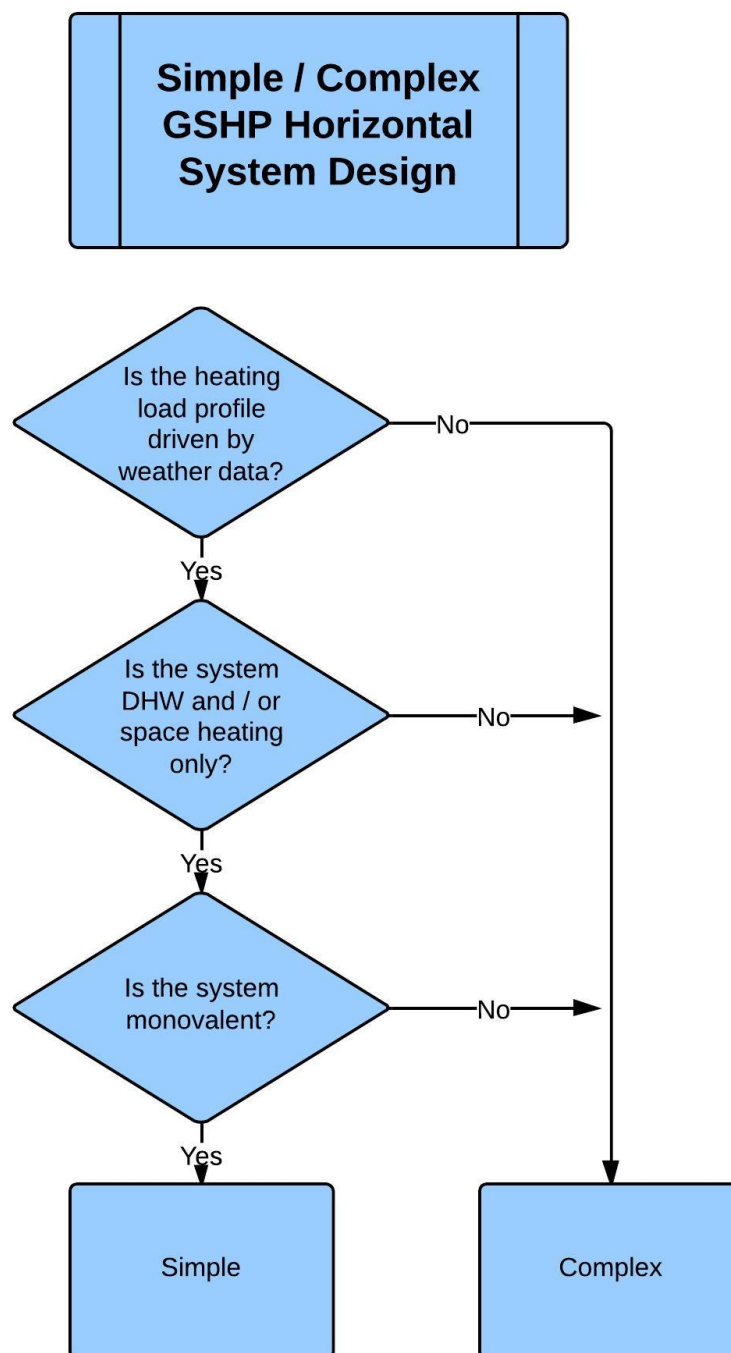 Simple / Complex
GSHP Horizontal
System Design
Is the heating
load profile
driven by
weather data?
No
Yes
Is the system
DHW and / or
space heating
only?
No
Yes
Is the system
monovalent?
No
Yes
Simple
Complex